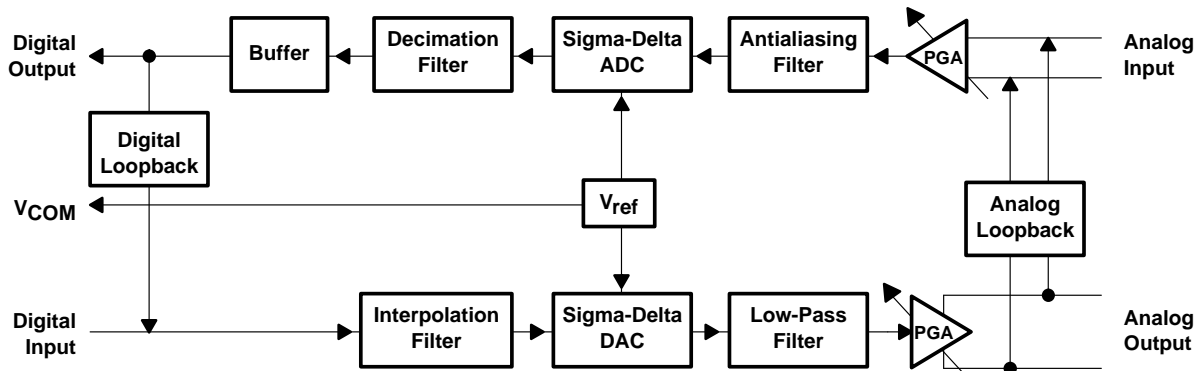 Digital
Output
Buffer
Decimation
Filter
Sigma-Delta
ADC
Antialiasing
Filter
PGA
Analog
Input
Digital
Loopback
VCOM
Vref
Analog
Loopback
Digital
Input
Interpolation
Filter
Sigma-Delta
DAC
Low-Pass
Filter
PGA
Analog
Output